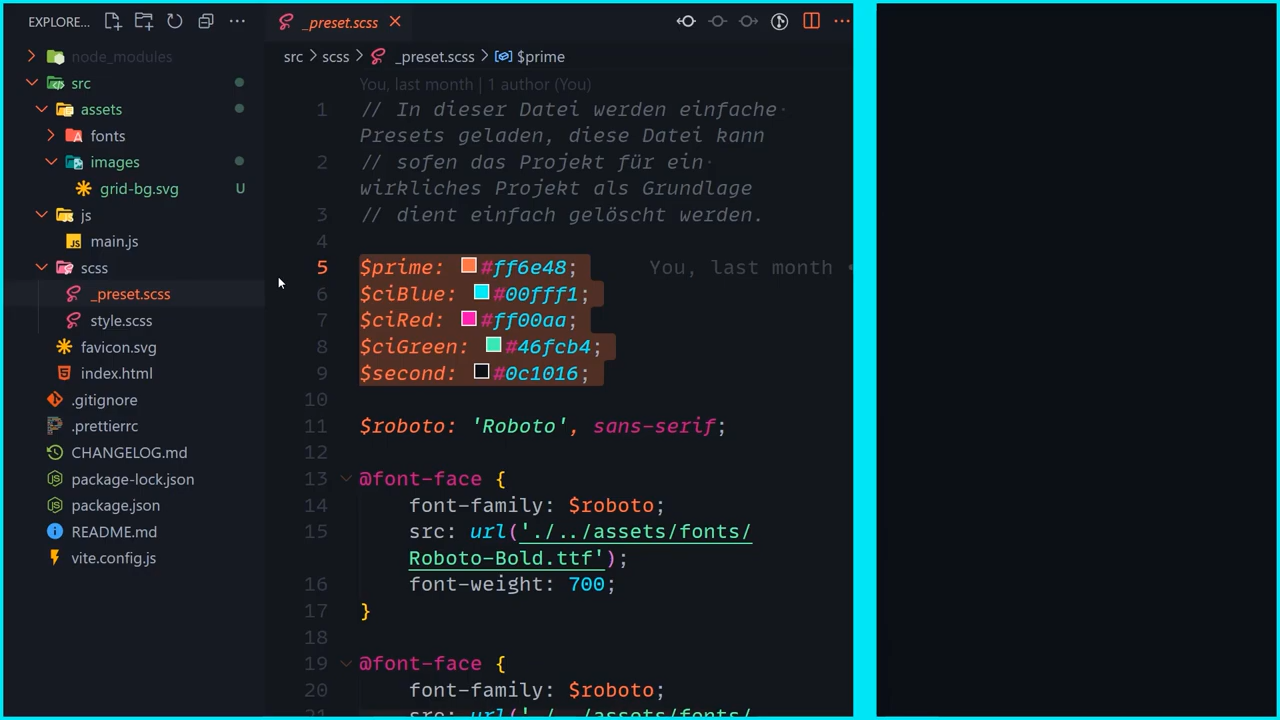 EXPLORE...
node_modules
src
assets
fonts
images
grid-bg.svg U
js
main.js
scss
_preset.scss
style.scss
favicon.svg
index.html
.gitignore
.prettierrc
CHANGELOG.md
package-lock.json
package.json
README.md
vite.config.js
_preset.scss
src > scss > _preset.scss > $prime
You, last month | 1 author (You)
1 // In dieser Datei werden einfache
Presets geladen, diese Datei kann
2 // sofen das Projekt für ein
wirkliches Projekt als Grundlage
3 // dient einfach gelöscht werden.
4
5 $prime: #ff6e48; You, last month •
6 $ciBlue: #00fff1;
7 $ciRed: #ff00aa;
8 $ciGreen: #46fcb4;
9 $second: #0c1016;
10
11 $roboto: 'Roboto', sans-serif;
12
13 @font-face {
14 font-family: $roboto;
15 src: url('./../assets/fonts/
Roboto-Bold.ttf');
16 font-weight: 700;
17 }
18
19 @font-face {
20 font-family: $roboto;
21 src: url('./../assets/fonts/